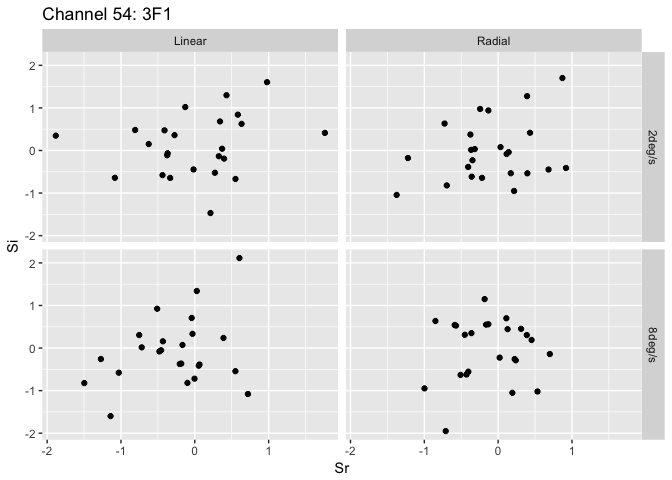 Channel 54: 3F1
Linear
Radial
2
1
0
-1
-2
2deg/s
Si
2
1
0
-1
-2
8deg/s
-2 -1 0 1
-2 -1 0 1
Sr